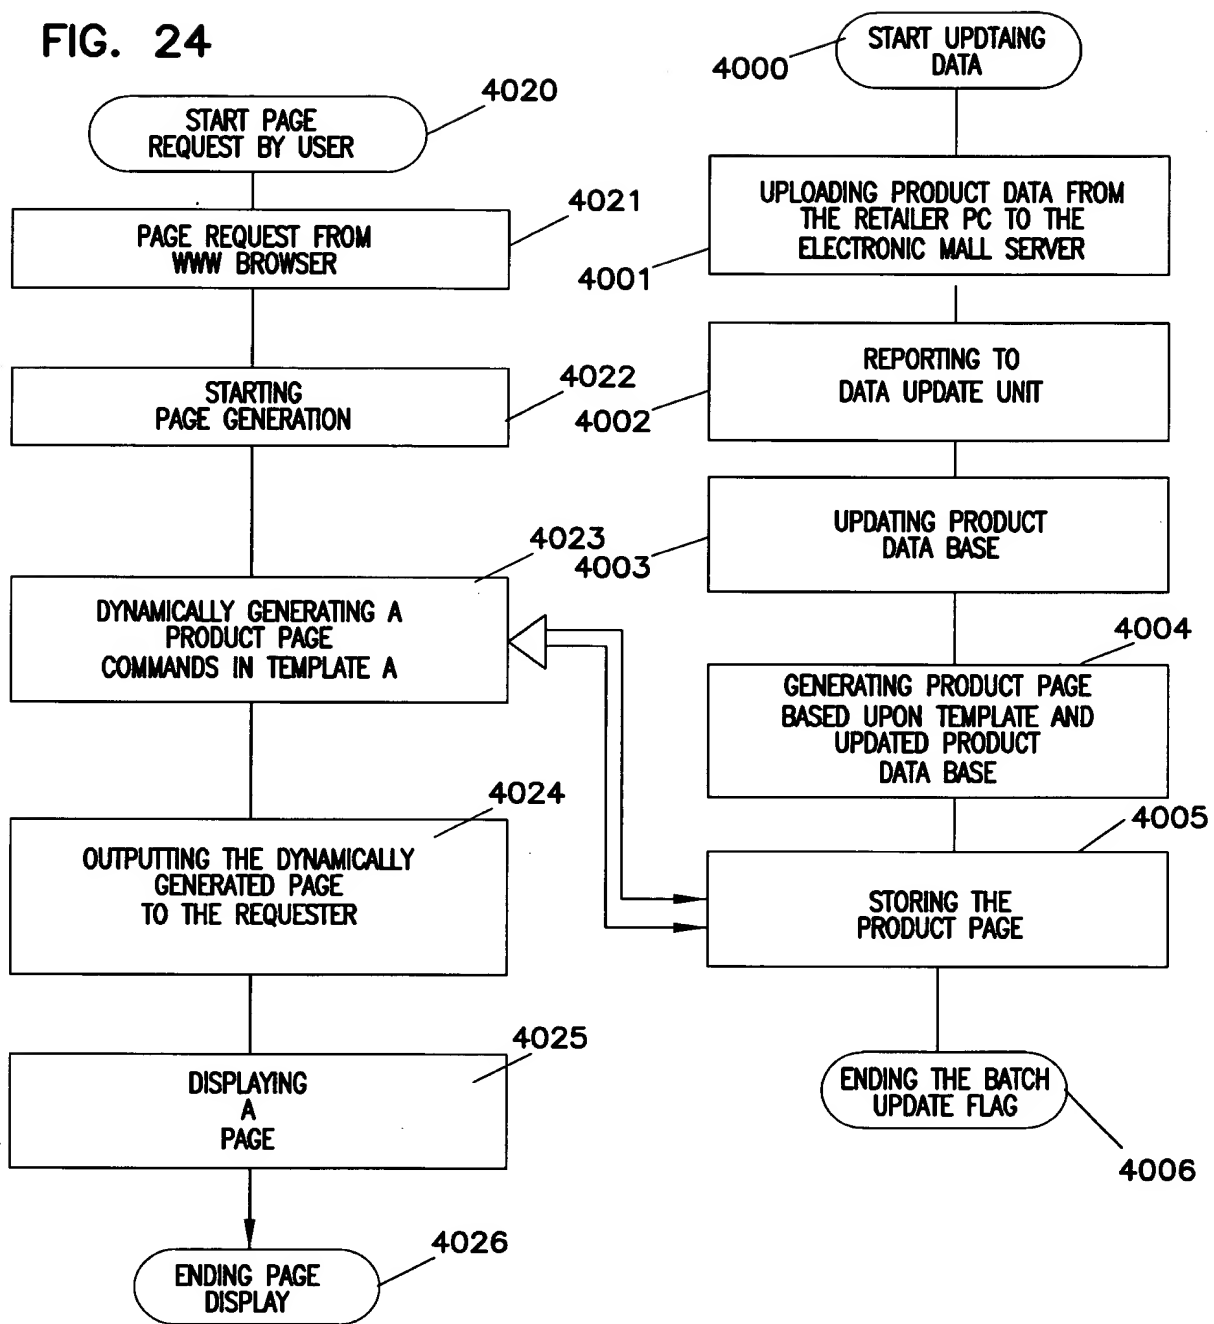 FIG. 24
START PAGE
REQUEST BY USER
4020
PAGE REQUEST FROM
WWW BROWSER
4021
STARTING
PAGE GENERATION
4022
DYNAMICALLY GENERATING A
PRODUCT PAGE
COMMANDS IN TEMPLATE A
4023
OUTPUTTING THE DYNAMICALLY
GENERATED PAGE
TO THE REQUESTER
4024
DISPLAYING
A
PAGE
4025
ENDING PAGE
DISPLAY
4026
START UPDTAING
DATA
4000
UPLOADING PRODUCT DATA FROM
THE RETAILER PC TO THE
ELECTRONIC MALL SERVER
4001
REPORTING TO
DATA UPDATE UNIT
4002
UPDATING PRODUCT
DATA BASE
4003
GENERATING PRODUCT PAGE
BASED UPON TEMPLATE AND
UPDATED PRODUCT
DATA BASE
4004
STORING THE
PRODUCT PAGE
4005
ENDING THE BATCH
UPDATE FLAG
4006